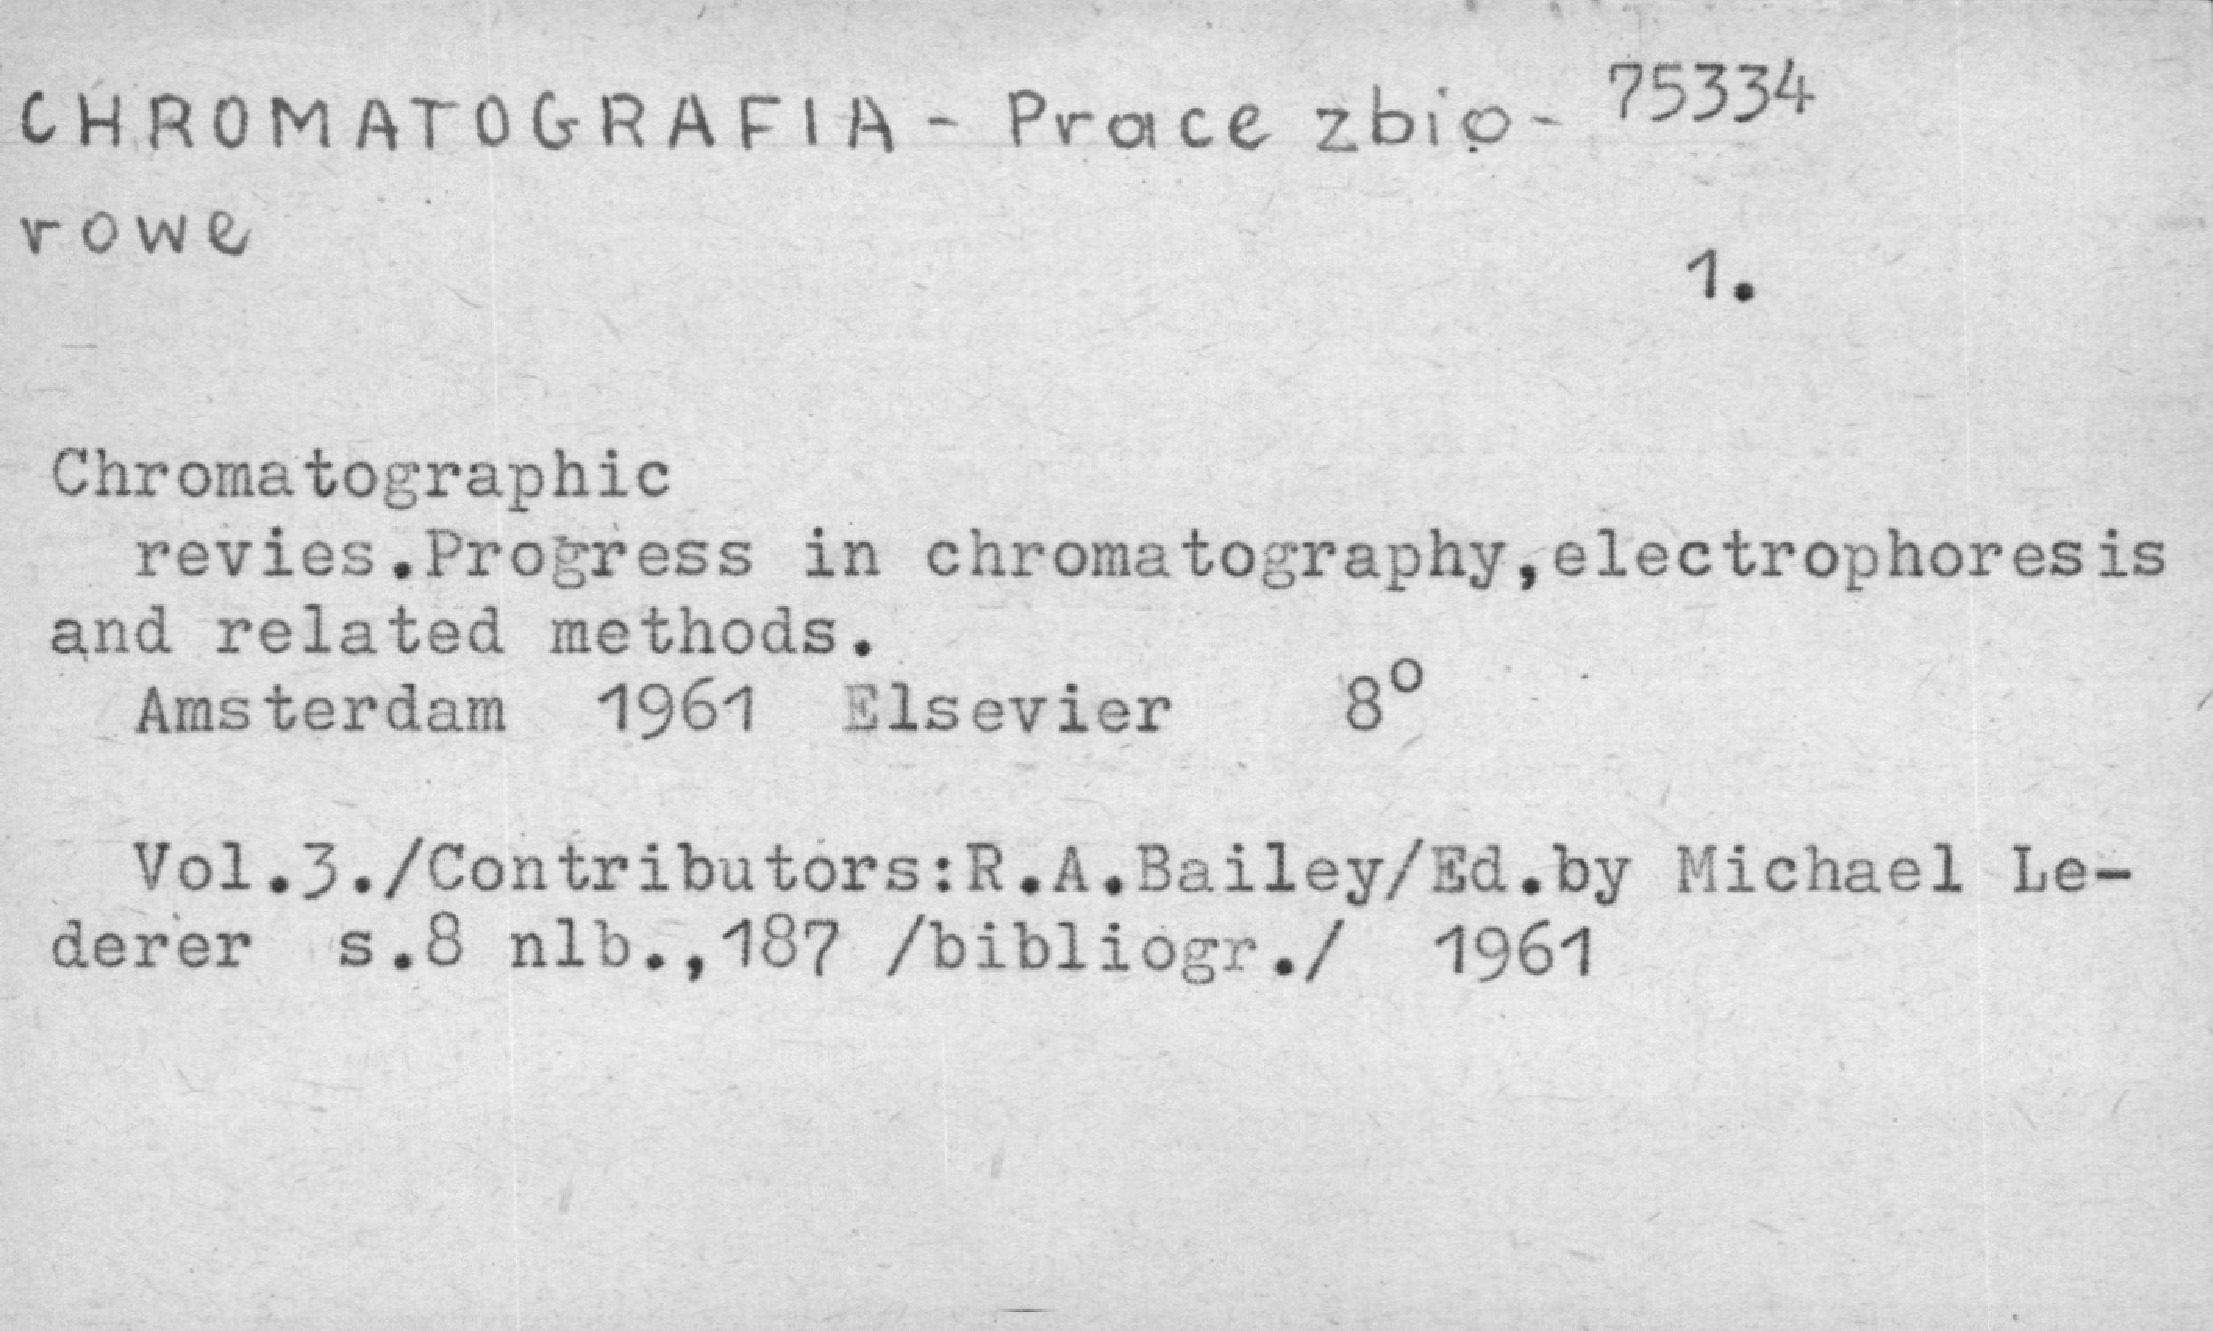 CHROMATOGRAFIA - Prace zbio- 75334
rowe
1.
Chromatographic
revies.Progress in chromatography,electrophoresis
and related methods.
Amsterdam 1961 Elsevier 8°
Vol.3./Contributors:R.A.Bailey/Ed.by Michael Le-
derer s.8 nlb.,187 /bibliogr./ 1961